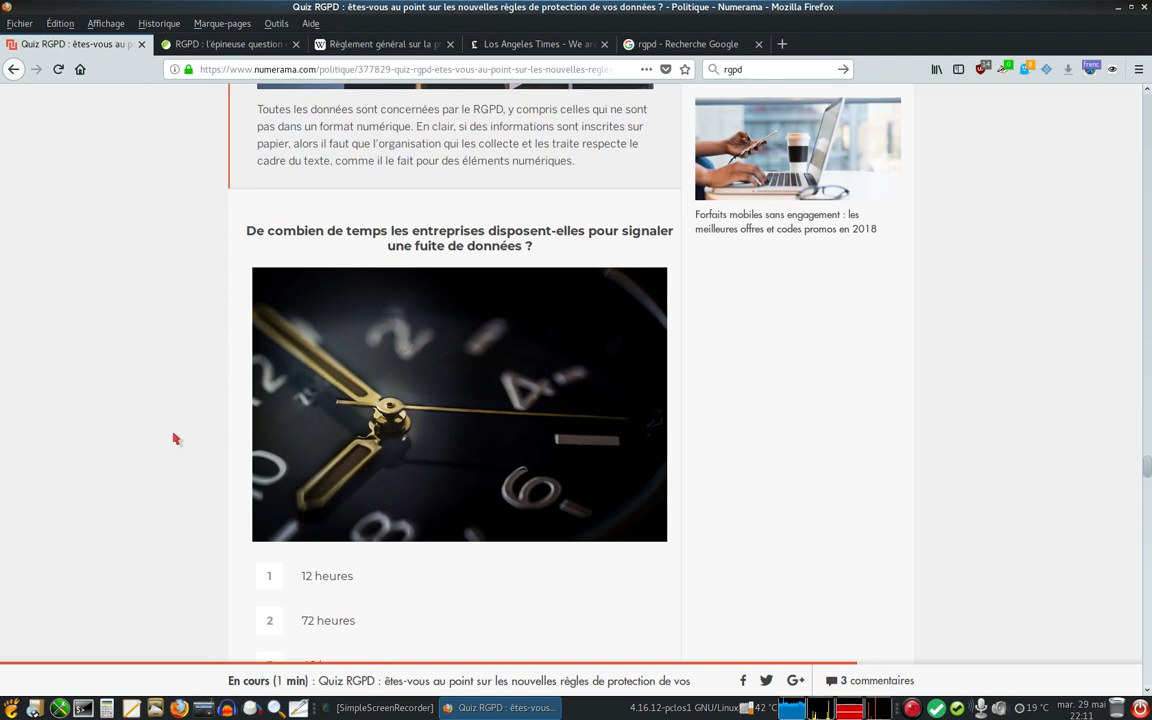 Quiz RGPD : êtes-vous au point sur les nouvelles règles de protection de vos données ? - Politique - Numerama - Mozilla Firefox
Fichier Édition Affichage Historique Marque-pages Outils Aide
Quiz RGPD : êtes-vous au p
RGPD : l'épineuse question
Règlement général sur la p
Los Angeles Times - We ar
rgpd - Recherche Google
https://www.numerama.com/politique/377829-quiz-rgpd-etes-vous-au-point-sur-les-nouvelles-regles
rgpd
Toutes les données sont concernées par le RGPD, y compris celles qui ne sont
pas dans un format numérique. En clair, si des informations sont inscrites sur
papier, alors il faut que l'organisation qui les collecte et les traite respecte le
cadre du texte, comme il le fait pour des éléments numériques.
Forfaits mobiles sans engagement : les
meilleures offres et codes promos en 2018
De combien de temps les entreprises disposent-elles pour signaler
une fuite de données ?
2
4
6
8
10
1 12 heures
2 72 heures
En cours (1 min) : Quiz RGPD : êtes-vous au point sur les nouvelles règles de protection de vos
3 commentaires
[SimpleScreenRecorder]
Quiz RGPD : êtes-vous...
4.16.12-pclos1 GNU/Linux
42 °C
19 °C
mar. 29 mai
22:11